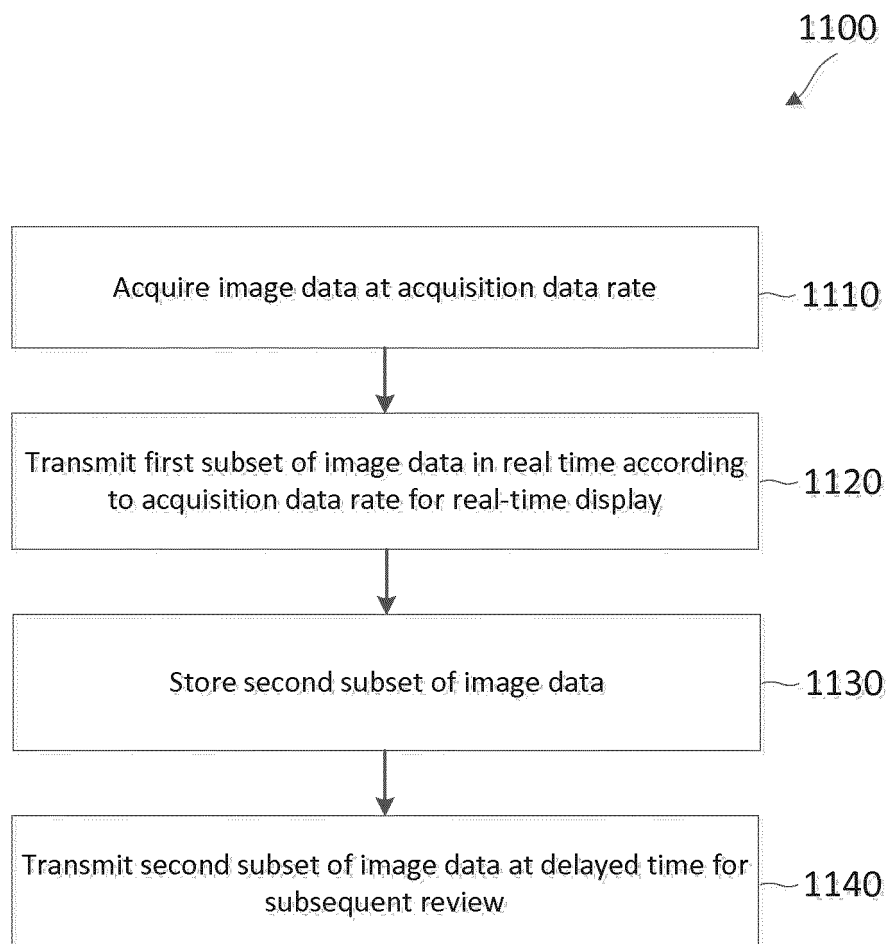 1100
Acquire image data at acquisition data rate
1110
Transmit first subset of image data in real time according
to acquisition data rate for real-time display
1120
Store second subset of image data
1130
Transmit second subset of image data at delayed time for
subsequent review
1140